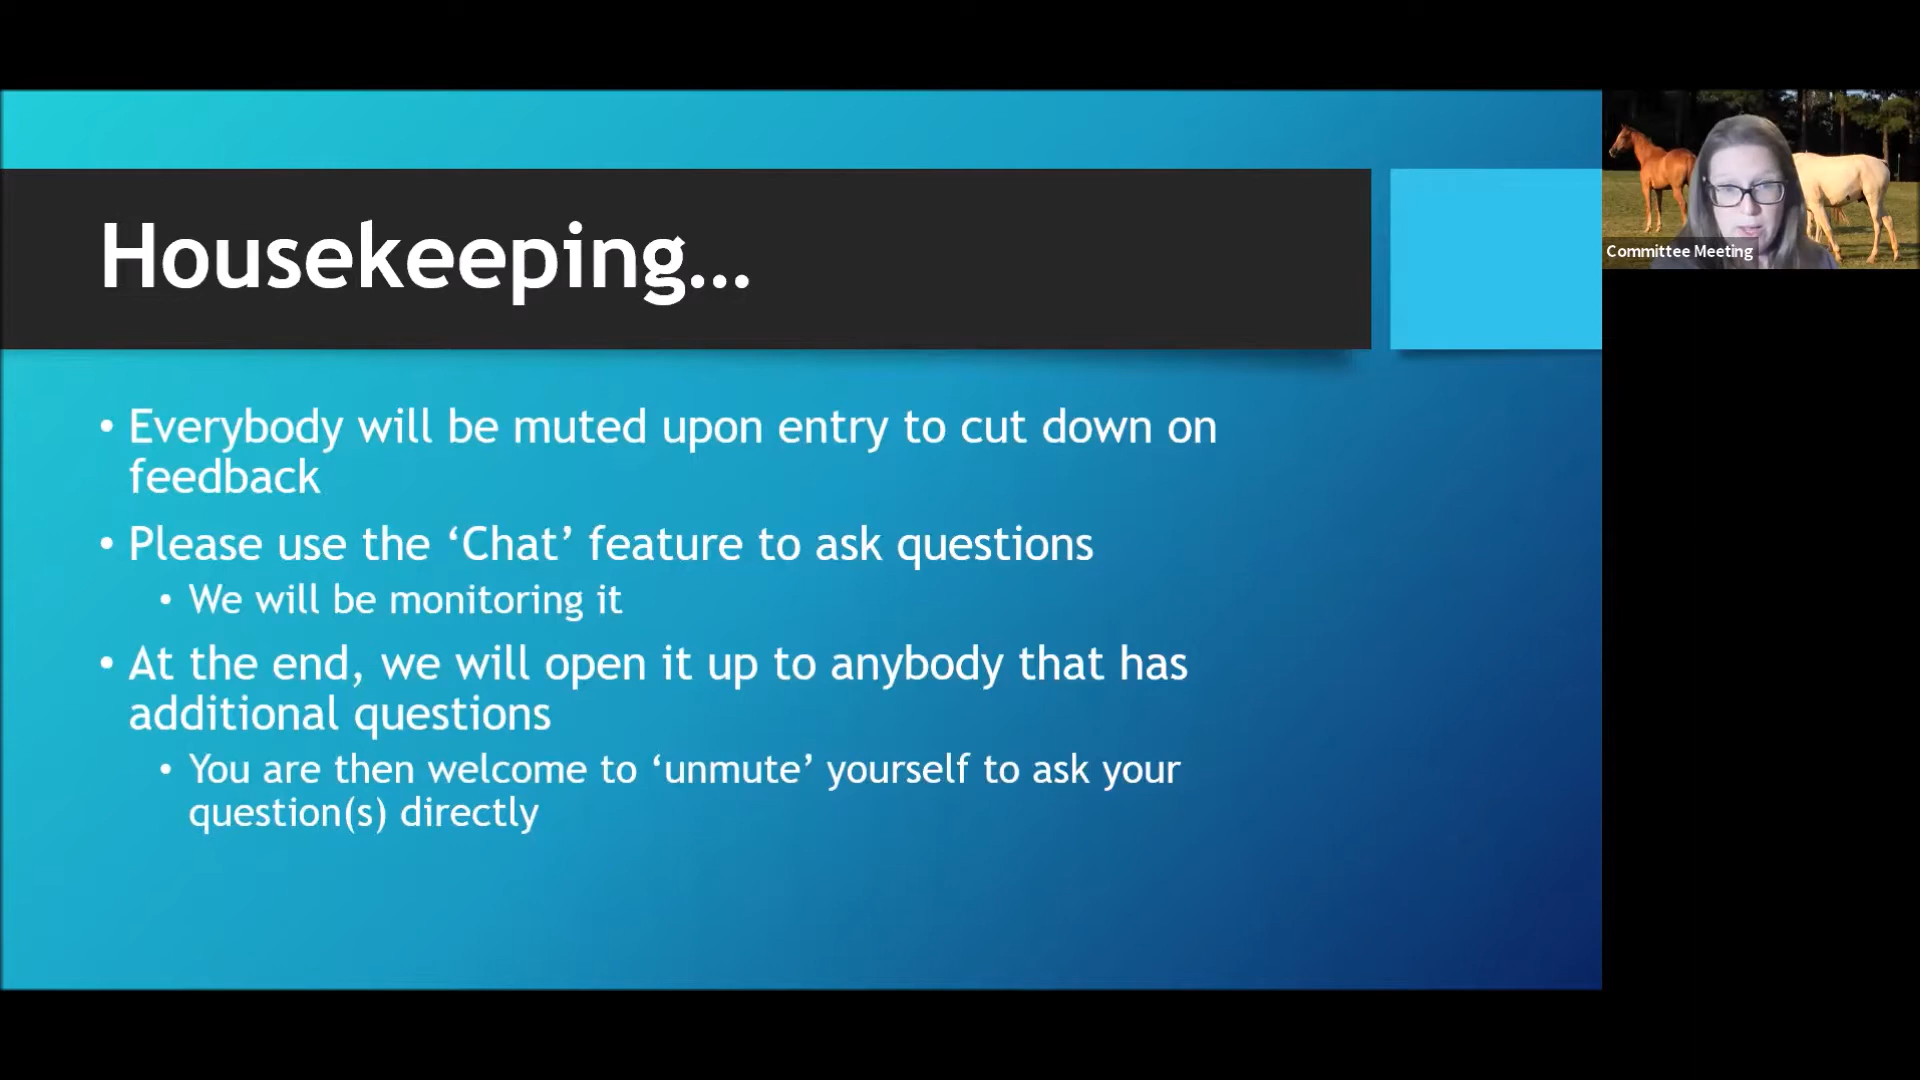 Housekeeping...
• Everybody will be muted upon entry to cut down on
feedback
• Please use the ‘Chat’ feature to ask questions
• We will be monitoring it
• At the end, we will open it up to anybody that has
additional questions
• You are then welcome to ‘unmute’ yourself to ask your
question(s) directly
Committee Meeting